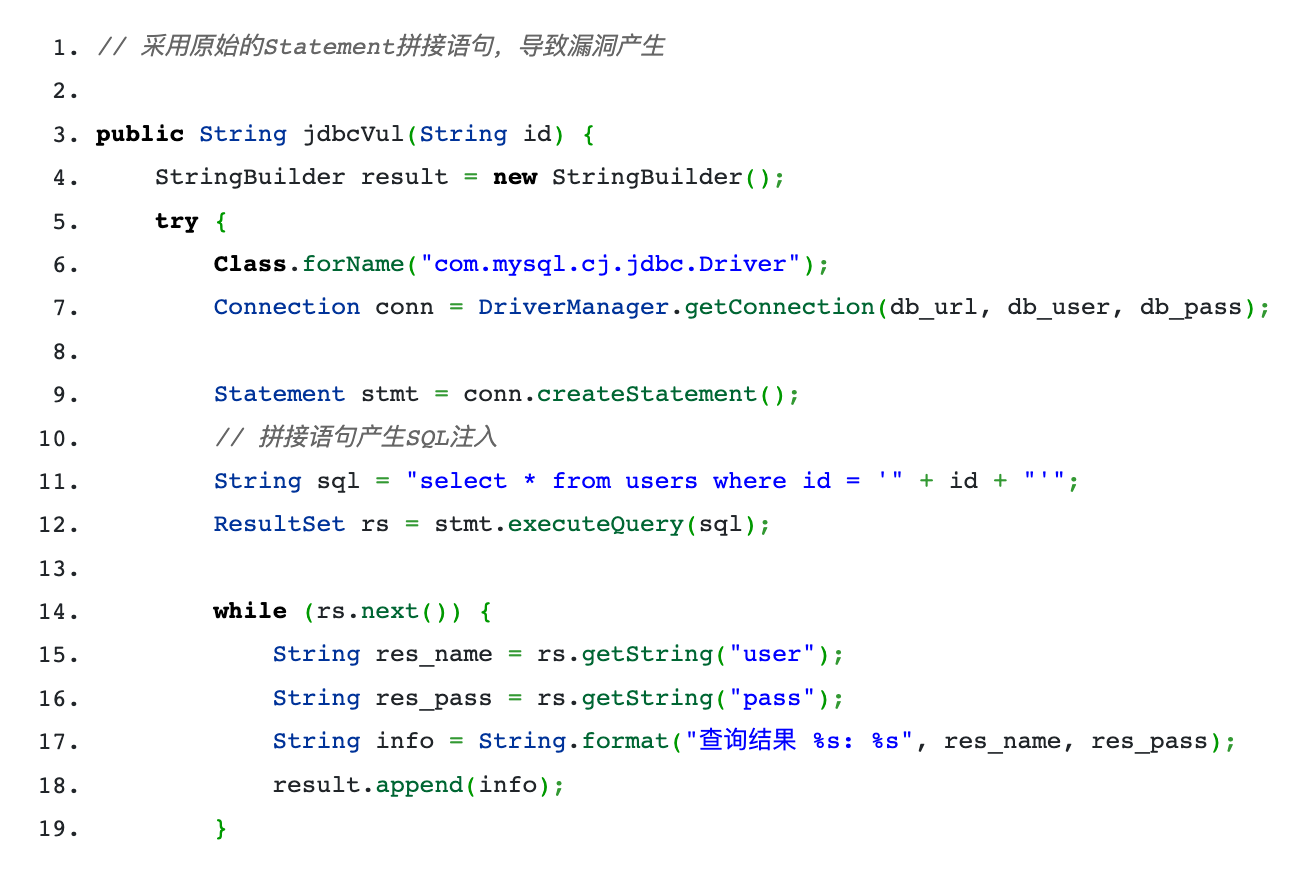 1. // 采用原始的Statement拼接语句，导致漏洞产生
2.
3. public String jdbcVul(String id) {
4.     StringBuilder result = new StringBuilder();
5.     try {
6.         Class.forName("com.mysql.cj.jdbc.Driver");
7.         Connection conn = DriverManager.getConnection(db_url, db_user, db_pass);
8.
9.         Statement stmt = conn.createStatement();
10.         // 拼接语句产生SQL注入
11.         String sql = "select * from users where id = '" + id + "'";
12.         ResultSet rs = stmt.executeQuery(sql);
13.
14.         while (rs.next()) {
15.             String res_name = rs.getString("user");
16.             String res_pass = rs.getString("pass");
17.             String info = String.format("查询结果 %s: %s", res_name, res_pass);
18.             result.append(info);
19.         }